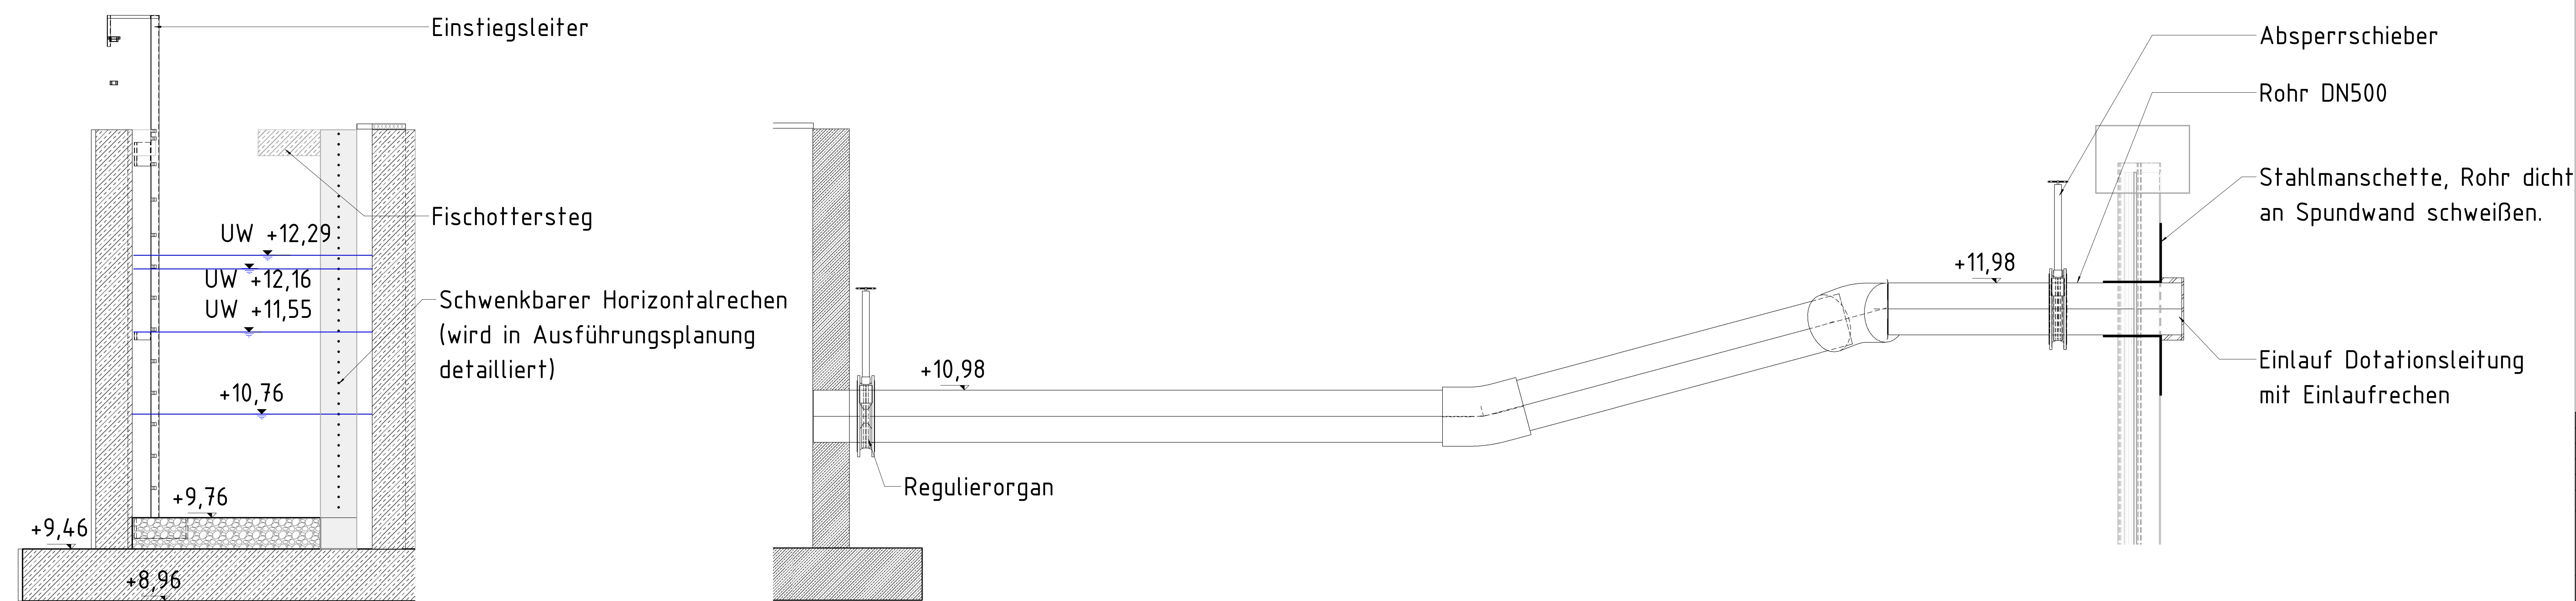 Einstiegsleiter
Fischottersteg
UW +12,29
UW +12,16
UW +11,55
Schwenkbarer Horizontalrechen
(wird in Ausführungsplanung
detailliert)
+10,76
+9,76
+9,46
+8,96
+10,98
Regulierorgan
+11,98
Absperrschieber
Rohr DN500
Stahlmanschette, Rohr dicht
an Spundwand schweißen.
Einlauf Dotationsleitung
mit Einlaufrechen